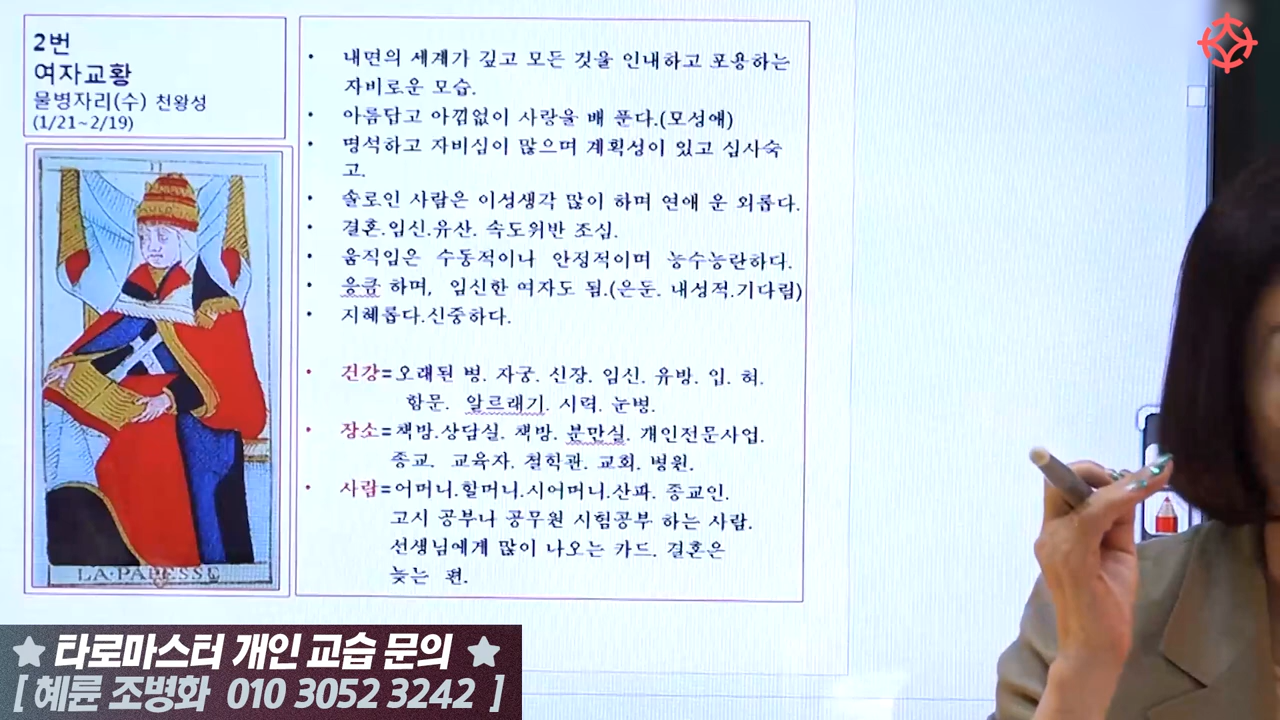 2번
여자교황
물병자리(수) 천왕성
(1/21~2/19)
II
LA·PAPESSE
• 내면의 세계가 깊고 모든 것을 인내하고 포용하는
자비로운 모습.
• 아름답고 아낌없이 사랑을 배 푼다.(모성애)
• 명석하고 자비심이 많으며 계획성이 있고 심사숙
고.
• 솔로인 사람은 이성생각 많이 하며 연애 운 외롭다.
• 결혼.임신.유산. 속도위반 조심.
• 움직임은 수동적이나 안정적이며 능수능란하다.
• 응큼 하며, 임신한 여자도 됨.(은둔. 내성적.기다림)
• 지혜롭다.신중하다.
• 건강=오래된 병. 자궁. 신장. 임신. 유방. 입. 혀.
항문. 알르래기. 시력. 눈병.
• 장소=책방.상담실. 책방. 분만실. 개인전문사업.
종교. 교육자. 철학관. 교회. 병원.
• 사람=어머니.할머니.시어머니.산파. 종교인.
고시 공부나 공무원 시험공부 하는 사람.
선생님에게 많이 나오는 카드. 결혼은
늦는 편.
★ 타로마스터 개인 교습 문의 ★
[ 혜륜 조병화 010 3052 3242 ]